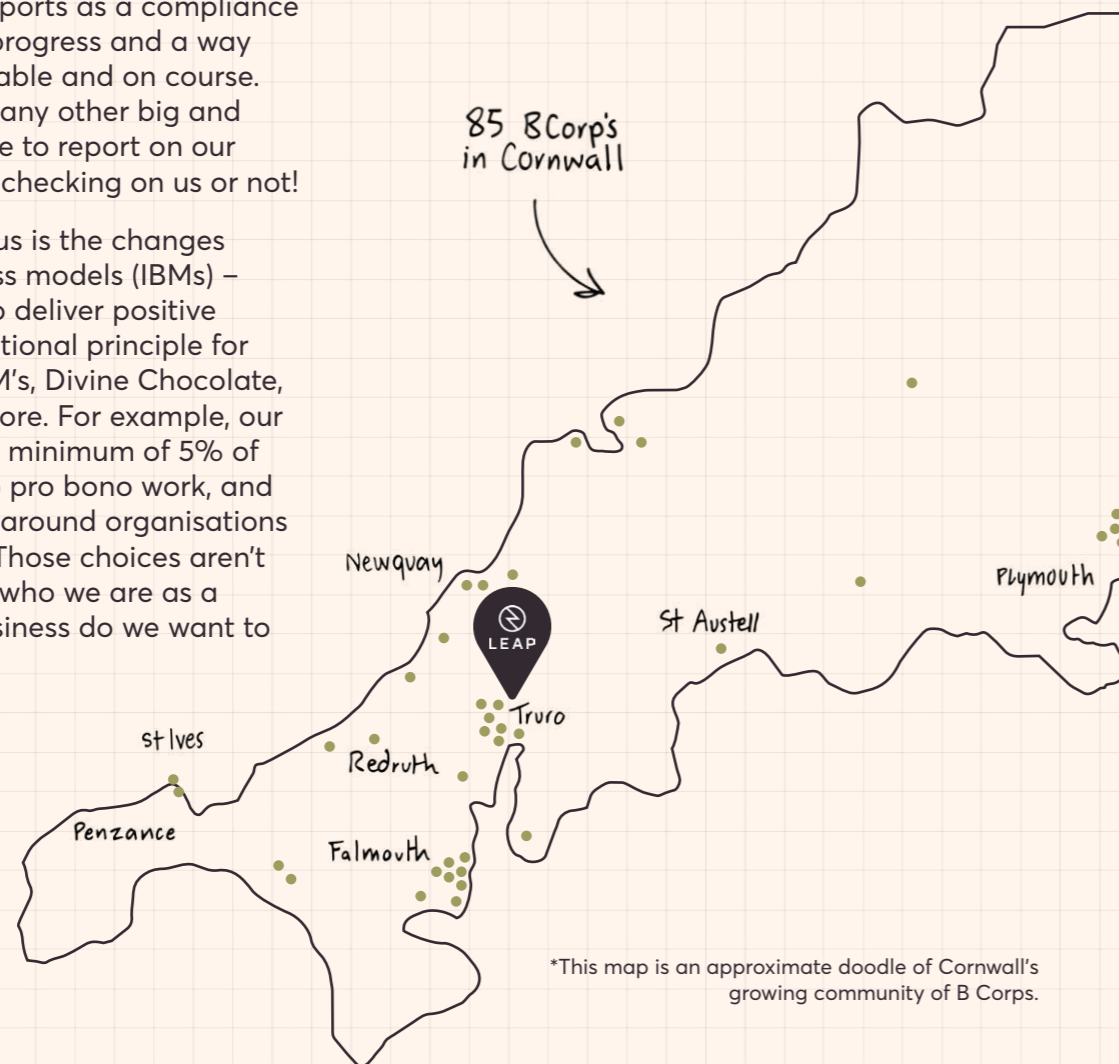 ports as a compliance
progress and a way
able and on course.
any other big and
e to report on our
checking on us or not!
us is the changes
ss models (IBMs) –
o deliver positive
tional principle for
M's, Divine Chocolate,
ore. For example, our
minimum of 5% of
pro bono work, and
around organisations
Those choices aren't
who we are as a
siness do we want to
85 BCorp's
in Cornwall
Newquay
Plymouth
St Austell
LEAP
Truro
St Ives
Redruth
Penzance
Falmouth
*This map is an approximate doodle of Cornwall's
growing community of B Corps.